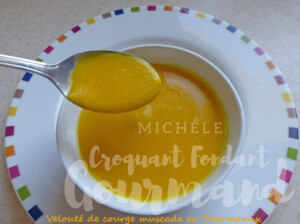 MICHÈLE
Croquant Fondant
Gourmand
Velouté de courge muscade au Thermomix